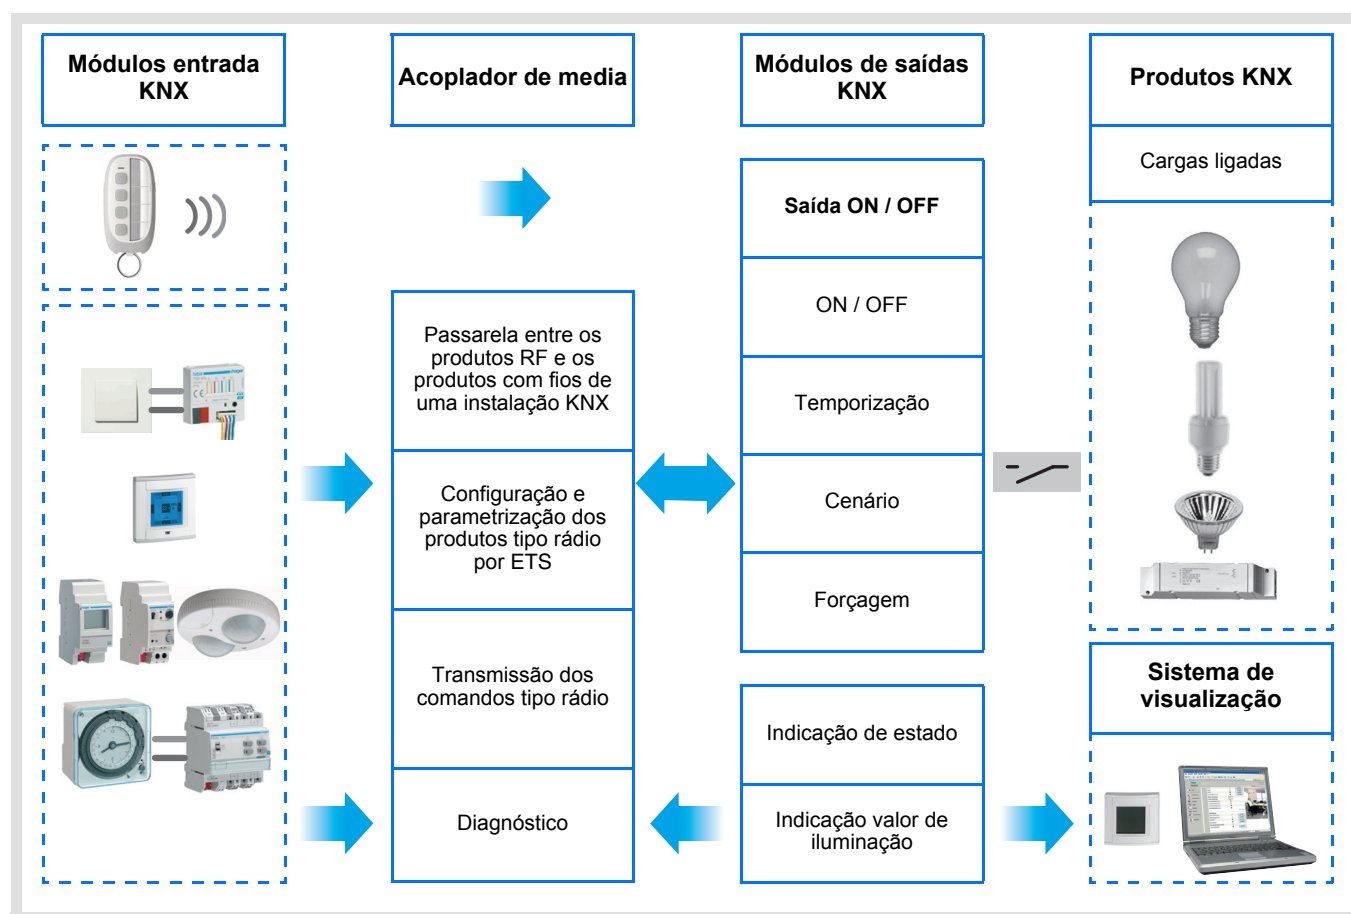 Módulos entrada
KNX
Acoplador de media
Passarela entre os
produtos RF e os
produtos com fios de
uma instalação KNX
Configuração e
parametrização dos
produtos tipo rádio
por ETS
Transmissão dos
comandos tipo rádio
Diagnóstico
Módulos de saídas
KNX
Saída ON / OFF
ON / OFF
Temporização
Cenário
Forçagem
Indicação de estado
Indicação valor de
iluminação
Produtos KNX
Cargas ligadas
Sistema de
visualização